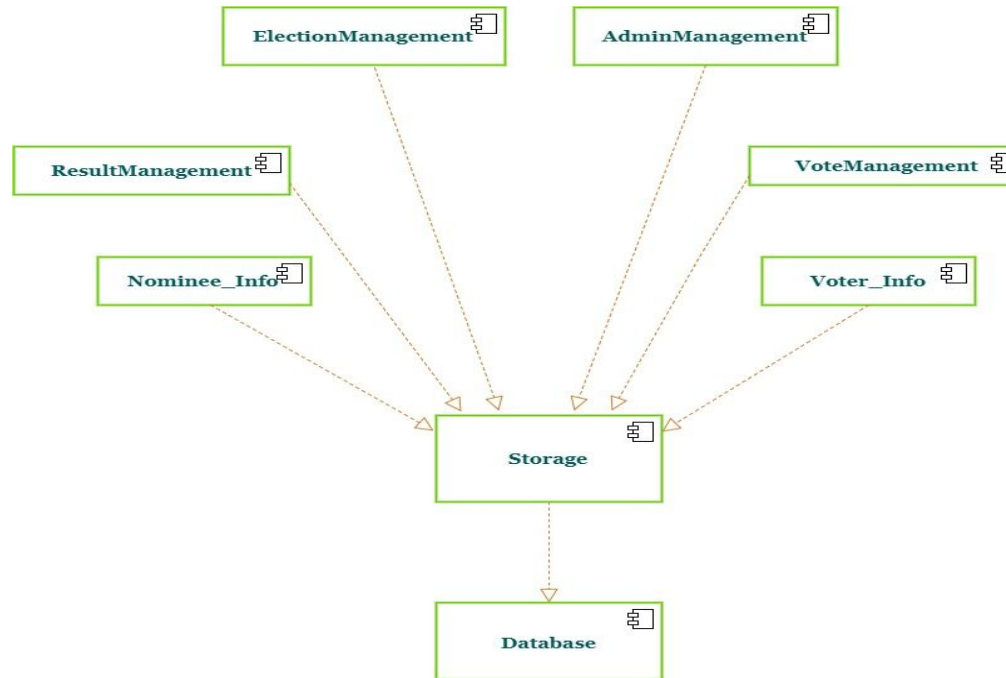 ElectionManagement
AdminManagement
ResultManagement
VoteManagement
Nominee_Info
Voter_Info
Storage
Database